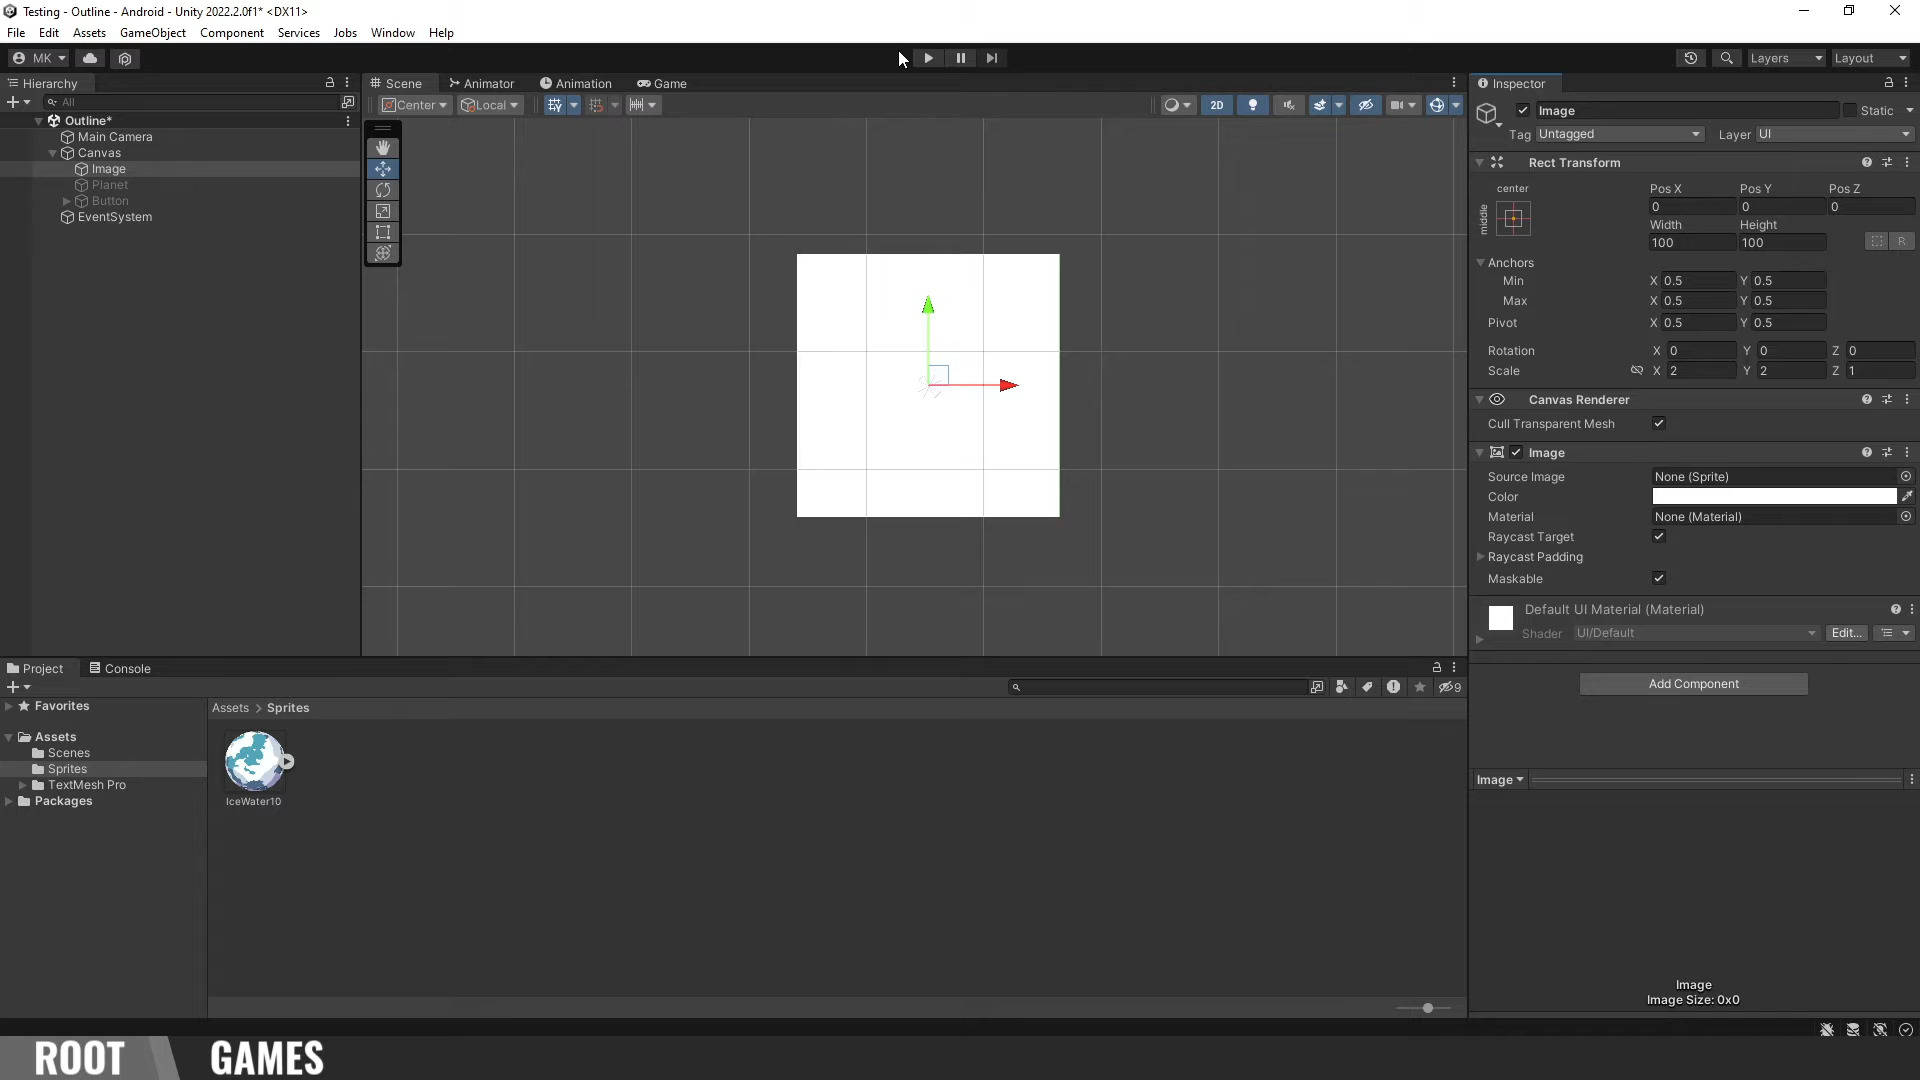 Testing - Outline - Android - Unity 2022.2.0f1* <DX11>
File Edit Assets GameObject Component Services Jobs Window Help
MK Layers Layout
Hierarchy
All
Outline*
Main Camera
Canvas
Image
Planet
Button
EventSystem
Scene Animator Animation Game
Center Local 2D
Inspector
Image Static
Tag Untagged Layer UI
Rect Transform
center
middle
Pos X Pos Y Pos Z
0 0 0
Width Height
100 100 R
Anchors
Min X 0.5 Y 0.5
Max X 0.5 Y 0.5
Pivot X 0.5 Y 0.5
Rotation X 0 Y 0 Z 0
Scale X 2 Y 2 Z 1
Canvas Renderer
Cull Transparent Mesh
Image
Source Image None (Sprite)
Color
Material None (Material)
Raycast Target
Raycast Padding
Maskable
Default UI Material (Material)
Shader UI/Default Edit...
Add Component
Image
Image
Image Size: 0x0
Project Console
9
Favorites
Assets
Scenes
Sprites
TextMesh Pro
Packages
Assets > Sprites
IceWater10
ROOT GAMES